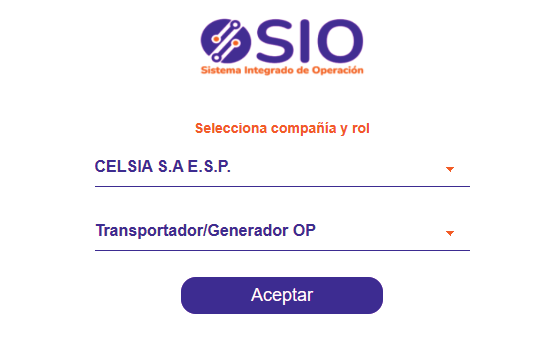 SIO
Sistema Integrado de Operación
Selecciona compañía y rol
CELSIA S.A E.S.P.
Transportador/Generador OP
Aceptar